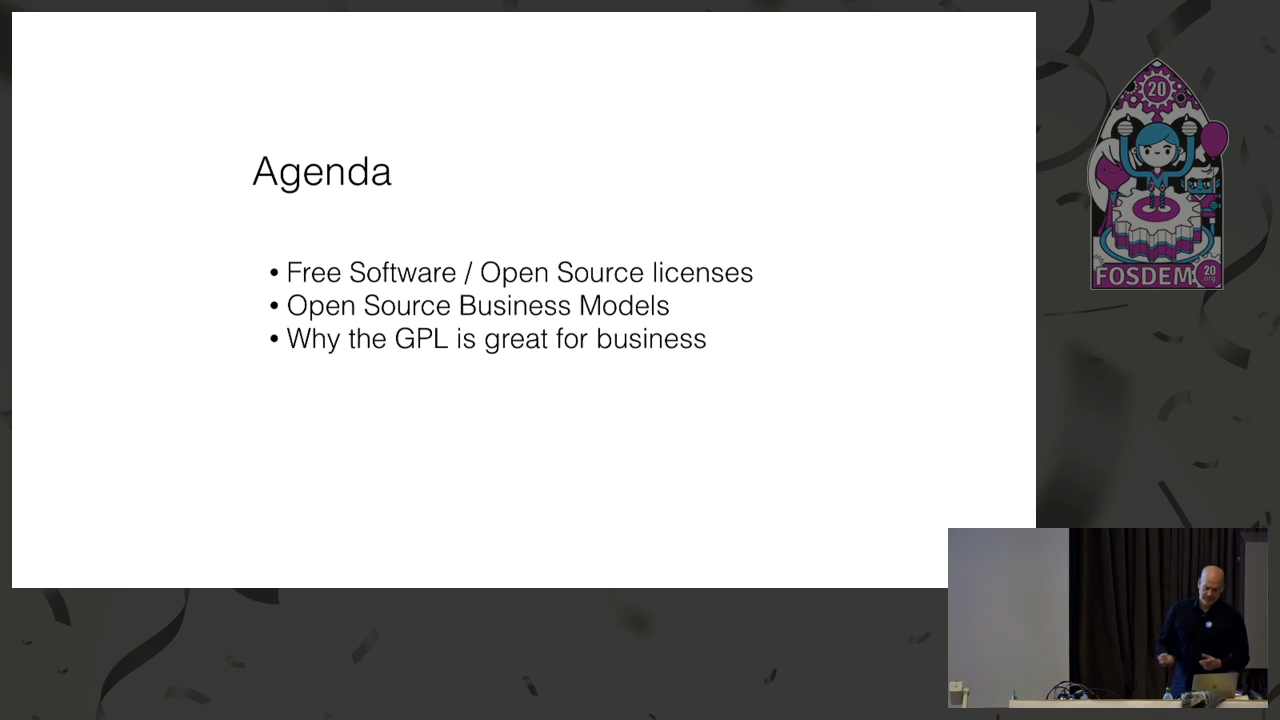 Agenda
• Free Software / Open Source licenses
• Open Source Business Models
• Why the GPL is great for business
20
FOSDEM
20
org